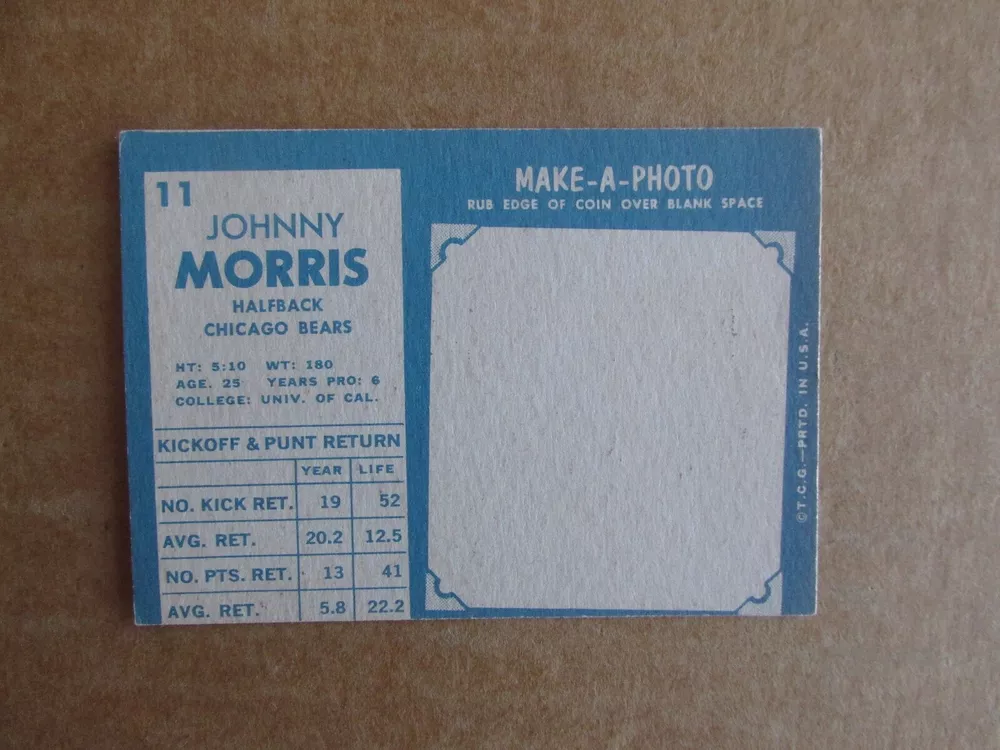 11
JOHNNY
MORRIS
HALFBACK
CHICAGO BEARS
HT: 5:10 WT: 180
AGE. 25 YEARS PRO: 6
COLLEGE: UNIV. OF CAL.
KICKOFF & PUNT RETURN
YEAR LIFE
NO. KICK RET. 19 52
AVG. RET. 20.2 12.5
NO. PTS. RET. 13 41
AVG. RET. 5.8 22.2
MAKE-A-PHOTO
RUB EDGE OF COIN OVER BLANK SPACE
©T.C.G.—PRTD. IN U.S.A.